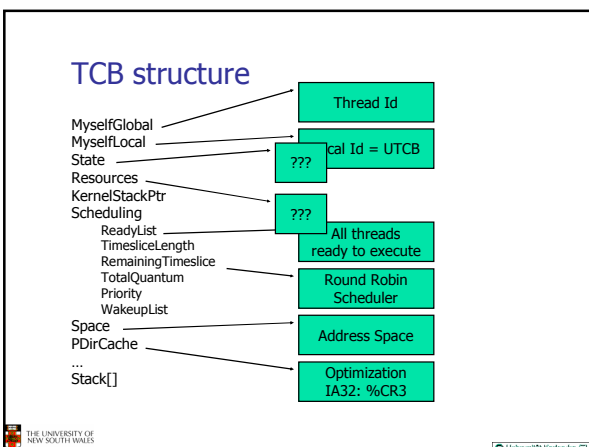 TCB structure
MyselfGlobal
MyselfLocal
State
Resources
KernelStackPtr
Scheduling
ReadyList
TimesliceLength
RemainingTimeslice
TotalQuantum
Priority
WakeupList
Space
PDirCache
…
Stack[]
Thread Id
cal Id = UTCB
???
???
All threads
ready to execute
Round Robin
Scheduler
Address Space
Optimization
IA32: %CR3
THE UNIVERSITY OF
NEW SOUTH WALES